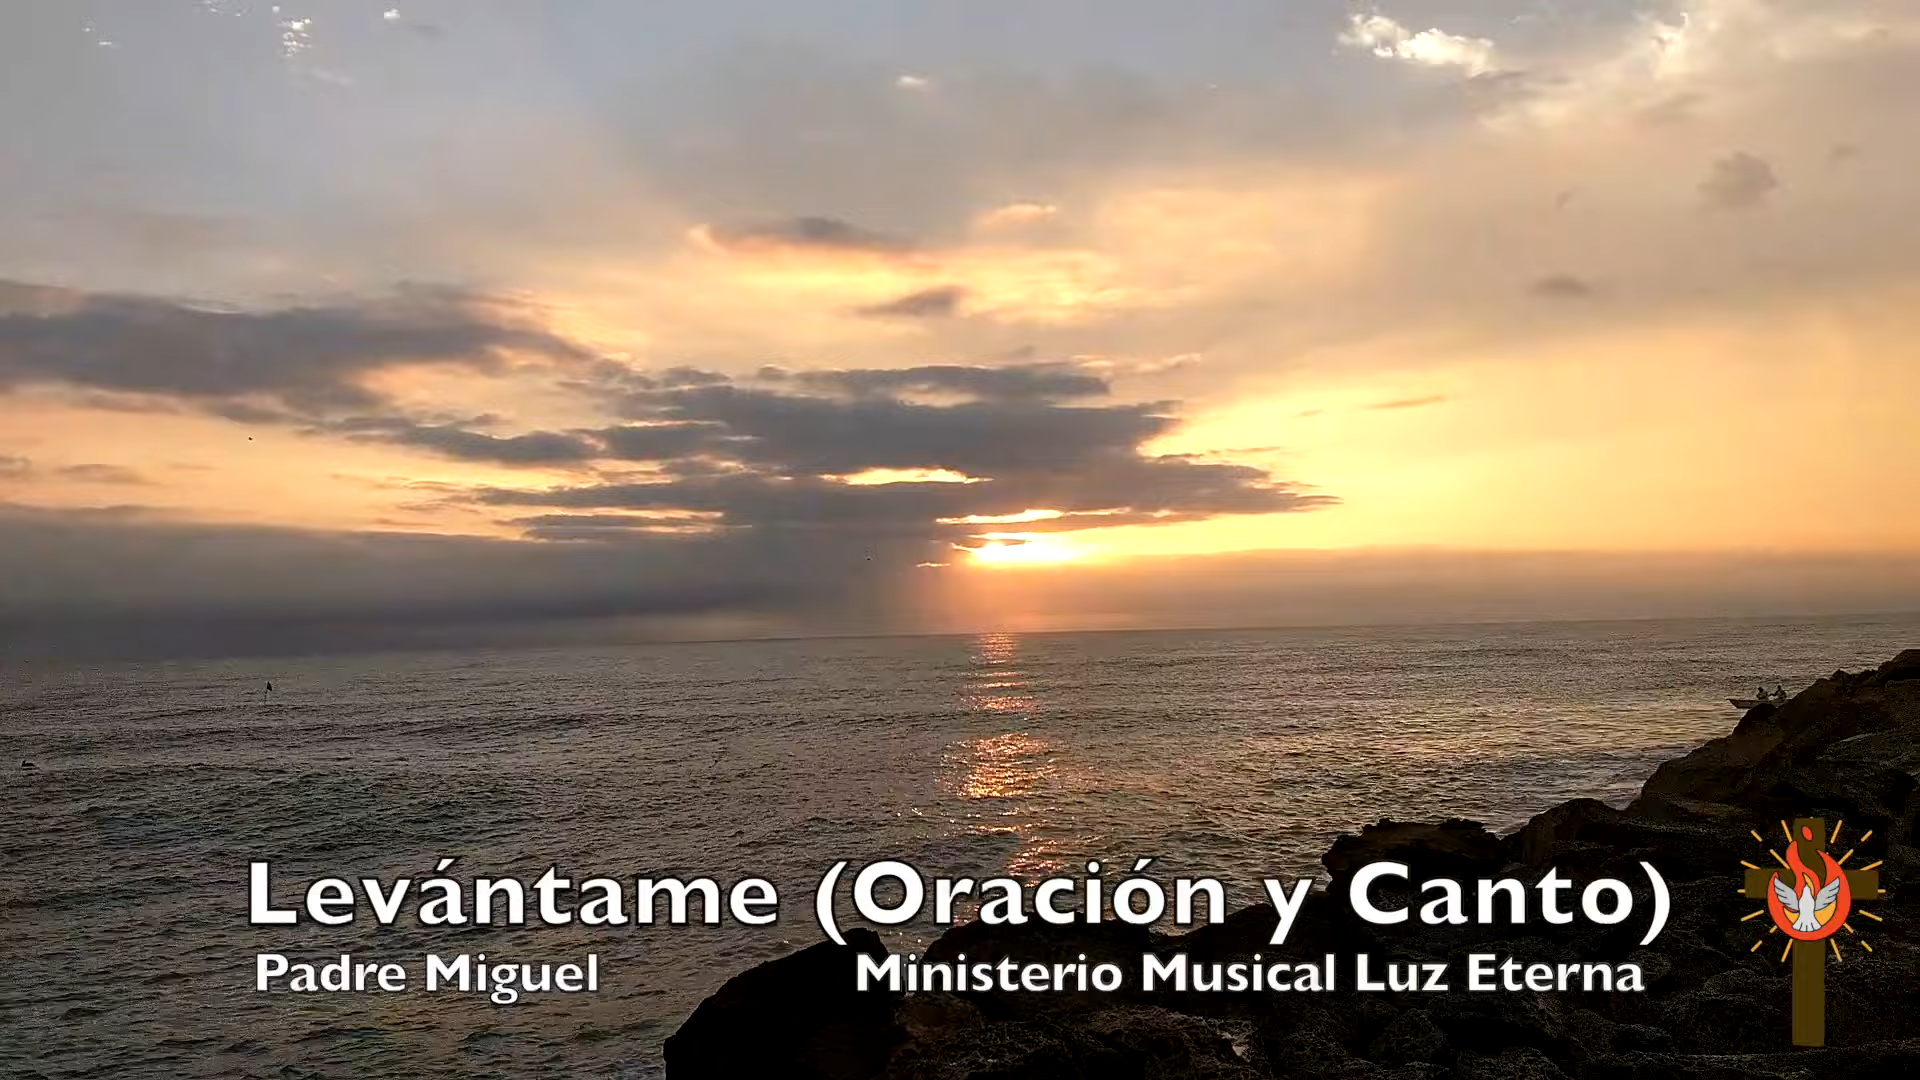 Levántame (Oración y Canto)
Padre Miguel
Ministerio Musical Luz Eterna